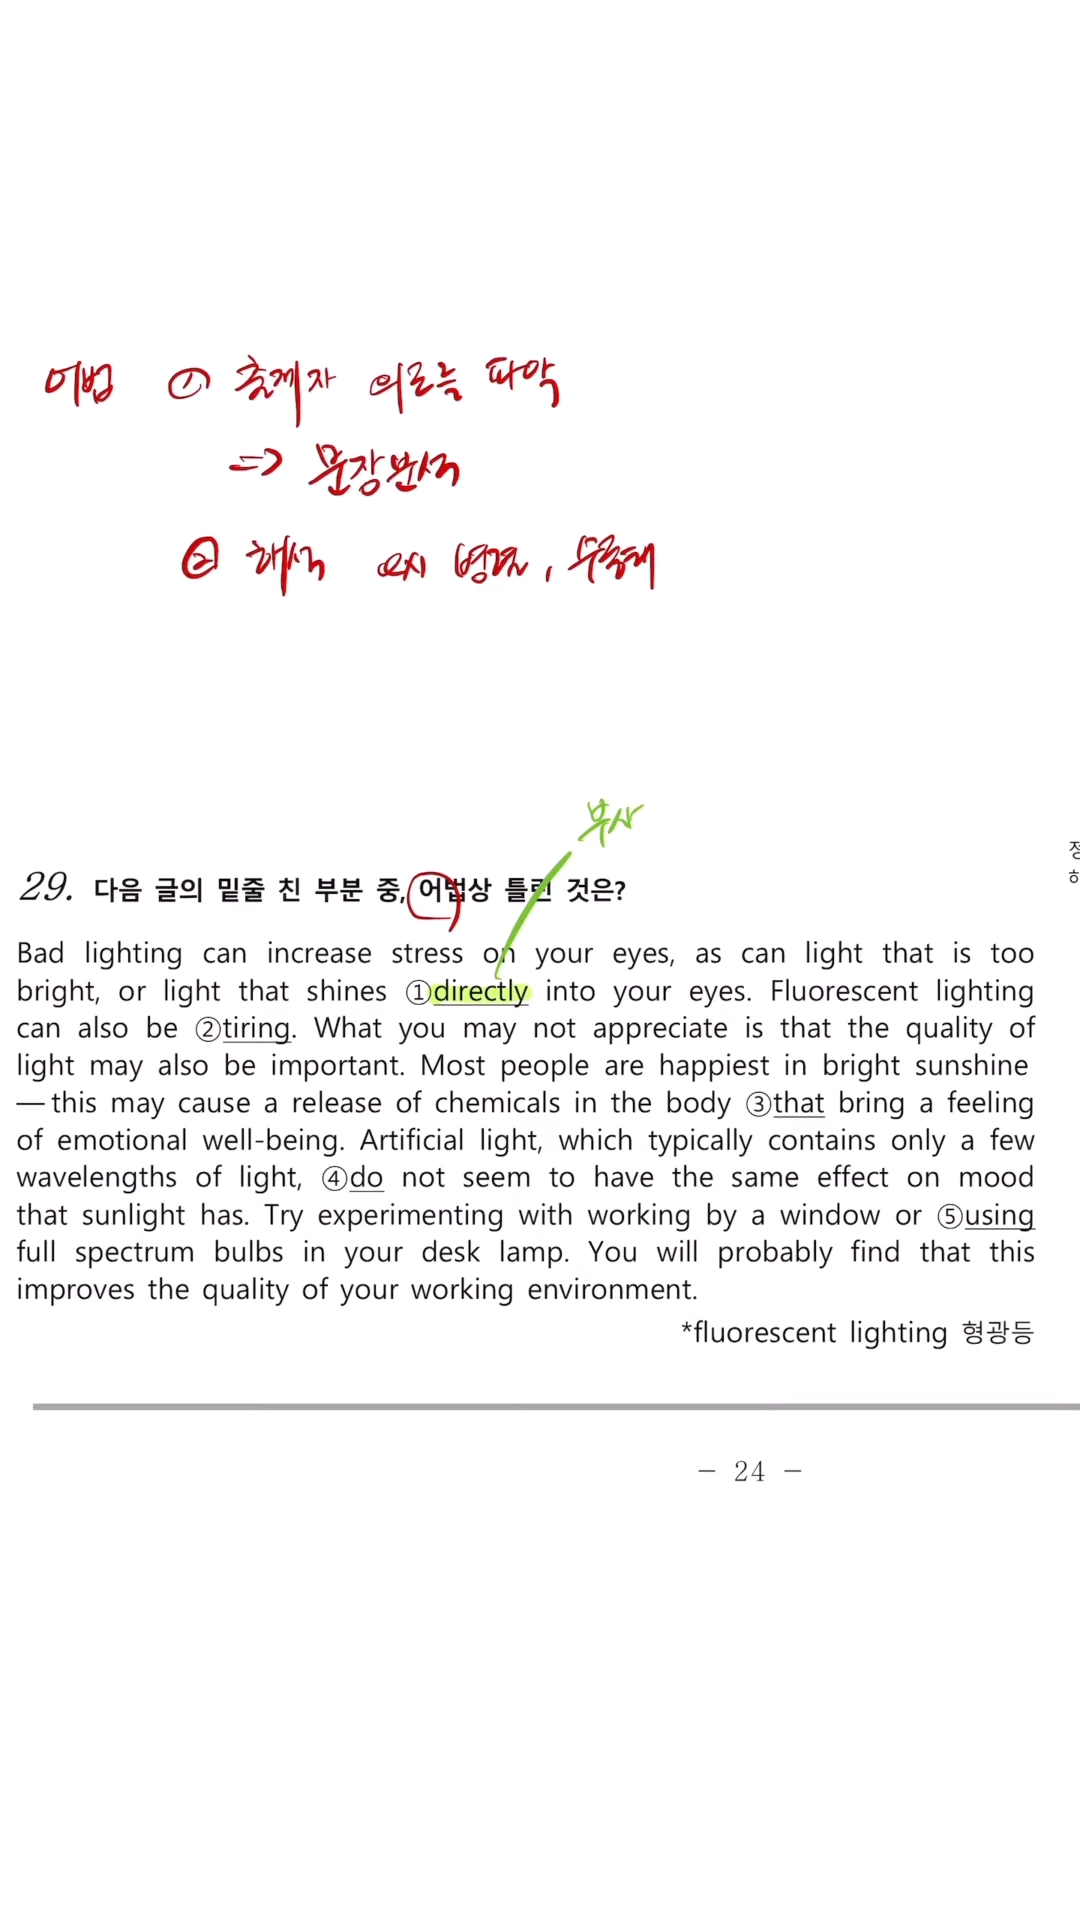 어법 ① 출제자 의도를 파악
=> 문장분석
② 해석 ex) 병렬, 수능태
부사
29. 다음 글의 밑줄 친 부분 중, 어법상 틀린 것은?
Bad lighting can increase stress on your eyes, as can light that is too
bright, or light that shines ①directly into your eyes. Fluorescent lighting
can also be ②tiring. What you may not appreciate is that the quality of
light may also be important. Most people are happiest in bright sunshine
—this may cause a release of chemicals in the body ③that bring a feeling
of emotional well-being. Artificial light, which typically contains only a few
wavelengths of light, ④do not seem to have the same effect on mood
that sunlight has. Try experimenting with working by a window or ⑤using
full spectrum bulbs in your desk lamp. You will probably find that this
improves the quality of your working environment.
*fluorescent lighting 형광등
- 24 -